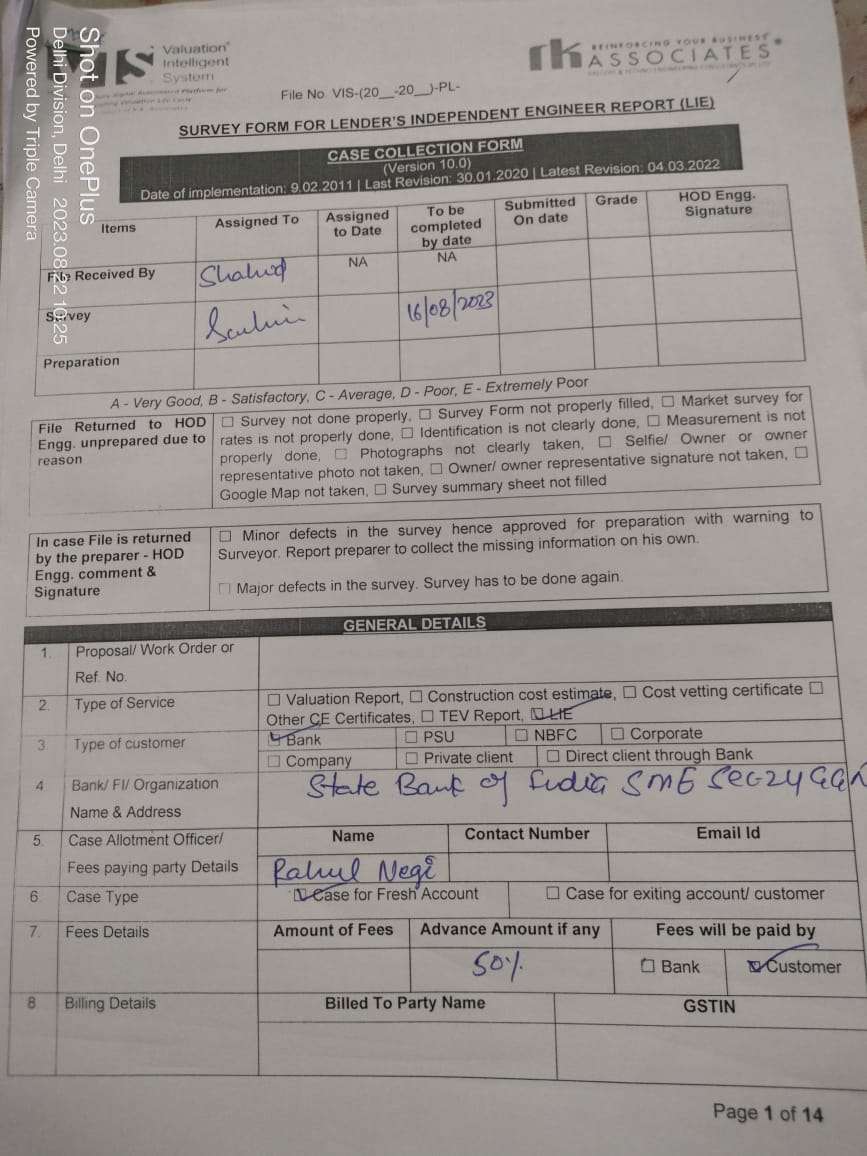 Shot on OnePlus
Delhi Division, Delhi 2023.08.22 10:25
Powered by Triple Camera
VIS Valuation
Intelligent
System
rk REINFORCING YOUR BUSINESS
ASSOCIATES
File No. VIS-(20__-20__)-PL-
SURVEY FORM FOR LENDER'S INDEPENDENT ENGINEER REPORT (LIE)
CASE COLLECTION FORM
(Version 10.0)
Date of implementation: 9.02.2011 | Last Revision: 30.01.2020 | Latest Revision: 04.03.2022
Items Assigned To Assigned to Date To be completed by date Submitted On date Grade HOD Engg. Signature
File Received By NA NA
Survey 16/08/2023
Preparation
A - Very Good, B - Satisfactory, C - Average, D - Poor, E - Extremely Poor
File Returned to HOD Engg. unprepared due to reason
☐ Survey not done properly, ☐ Survey Form not properly filled, ☐ Market survey for
rates is not properly done, ☐ Identification is not clearly done, ☐ Measurement is not
properly done, ☐ Photographs not clearly taken, ☐ Selfie/ Owner or owner
representative photo not taken, ☐ Owner/ owner representative signature not taken, ☐
Google Map not taken, ☐ Survey summary sheet not filled
In case File is returned by the preparer - HOD Engg. comment & Signature
☐ Minor defects in the survey hence approved for preparation with warning to
Surveyor. Report preparer to collect the missing information on his own.
☐ Major defects in the survey. Survey has to be done again.
GENERAL DETAILS
1. Proposal/ Work Order or
Ref. No.
2. Type of Service ☐ Valuation Report, ☐ Construction cost estimate, ☐ Cost vetting certificate ☐
Other CE Certificates, ☐ TEV Report, ☑ LIE
3 Type of customer ☑ Bank ☐ PSU ☐ NBFC ☐ Corporate
☐ Company ☐ Private client ☐ Direct client through Bank
4 Bank/ FI/ Organization State Bank of India SME Sec-24 GGN
Name & Address
5. Case Allotment Officer/ Name Contact Number Email Id
Fees paying party Details Rahul Negi
6. Case Type ☑ Case for Fresh Account ☐ Case for exiting account/ customer
7. Fees Details Amount of Fees Advance Amount if any Fees will be paid by
50% ☐ Bank ☑ Customer
8 Billing Details Billed To Party Name GSTIN
Page 1 of 14